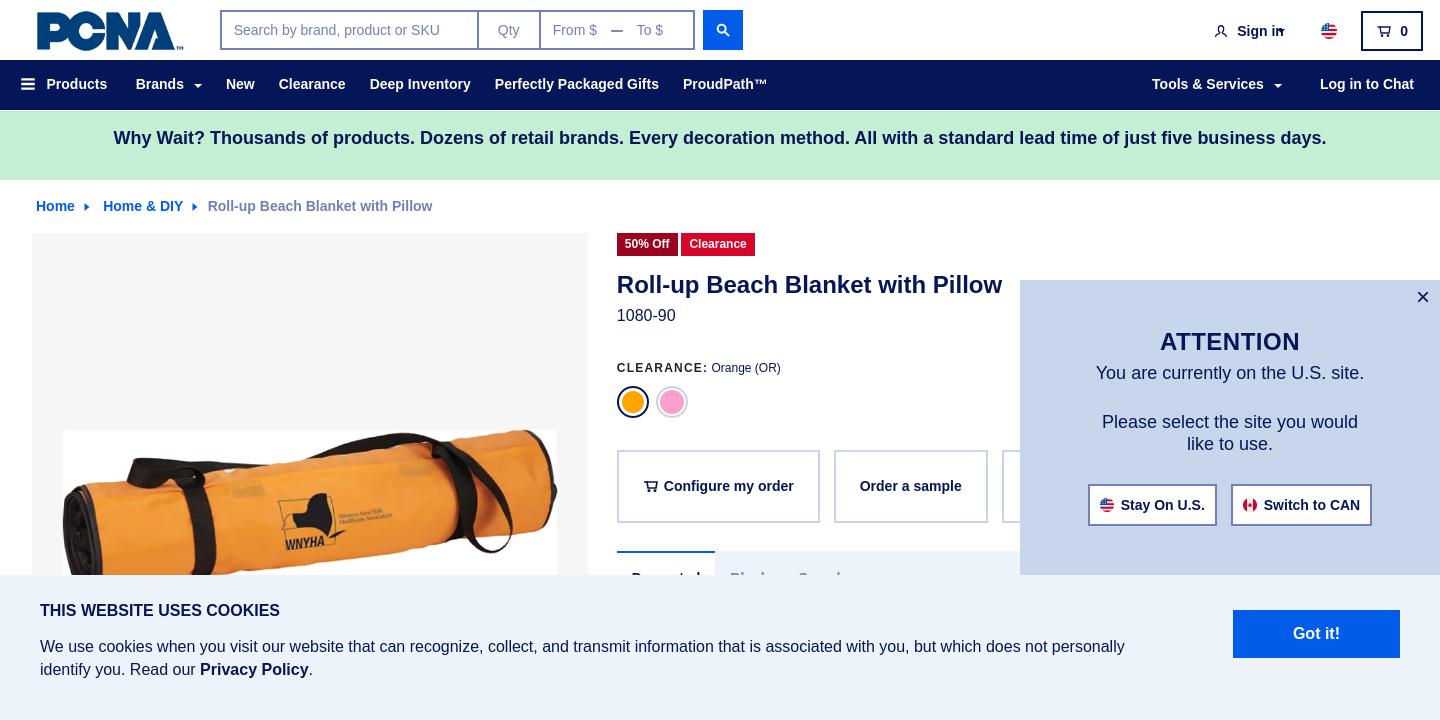 PCNA™
Search by brand, product or SKU
Qty
From $ — To $
Sign in
0
Products
Brands
New
Clearance
Deep Inventory
Perfectly Packaged Gifts
ProudPath™
Tools & Services
Log in to Chat
Why Wait? Thousands of products. Dozens of retail brands. Every decoration method. All with a standard lead time of just five business days.
Home
Home & DIY
Roll-up Beach Blanket with Pillow
50% Off
Clearance
Roll-up Beach Blanket with Pillow
1080-90
CLEARANCE: Orange (OR)
Configure my order
Order a sample
WNYHA
Western New York
Healthcare Association
×
ATTENTION
You are currently on the U.S. site.
Please select the site you would
like to use.
Stay On U.S.
Switch to CAN
THIS WEBSITE USES COOKIES
We use cookies when you visit our website that can recognize, collect, and transmit information that is associated with you, but which does not personally
identify you. Read our Privacy Policy.
Got it!